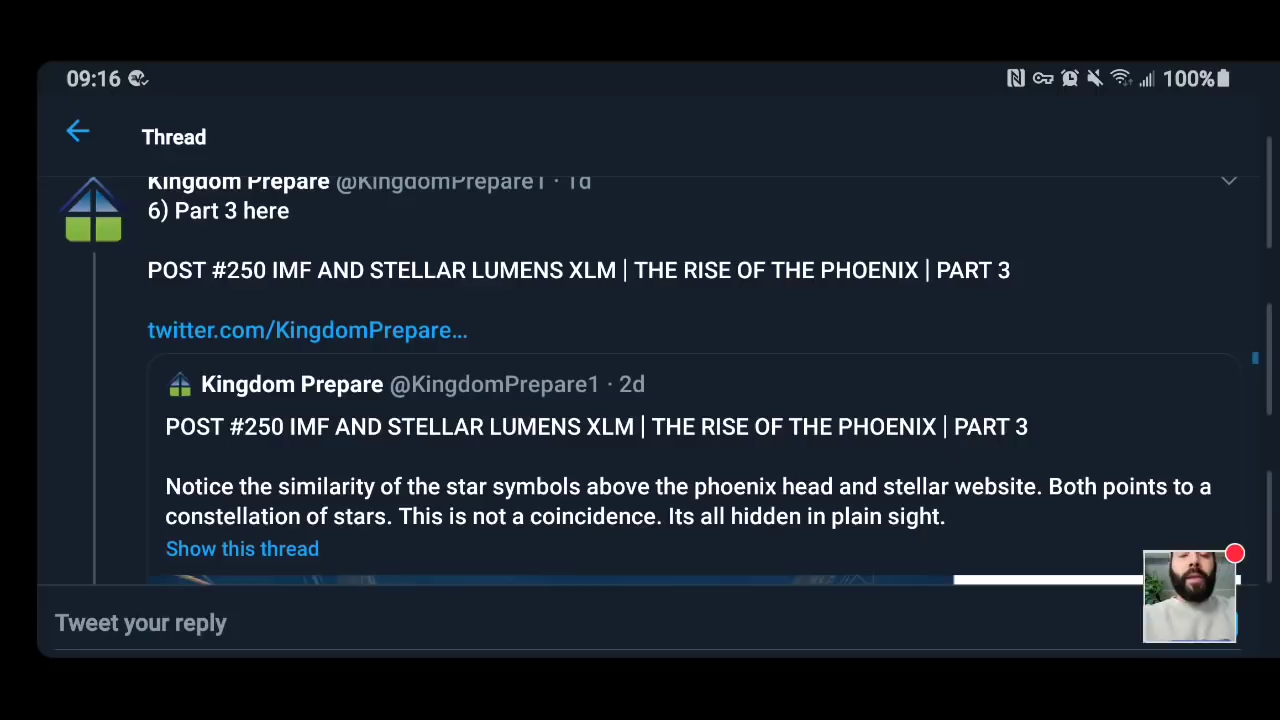 09:16
100%
Thread
Kingdom Prepare @KingdomPrepare1 · 1d
6) Part 3 here
POST #250 IMF AND STELLAR LUMENS XLM | THE RISE OF THE PHOENIX | PART 3
twitter.com/KingdomPrepare…
Kingdom Prepare @KingdomPrepare1 · 2d
POST #250 IMF AND STELLAR LUMENS XLM | THE RISE OF THE PHOENIX | PART 3
Notice the similarity of the star symbols above the phoenix head and stellar website. Both points to a
constellation of stars. This is not a coincidence. Its all hidden in plain sight.
Show this thread
Tweet your reply